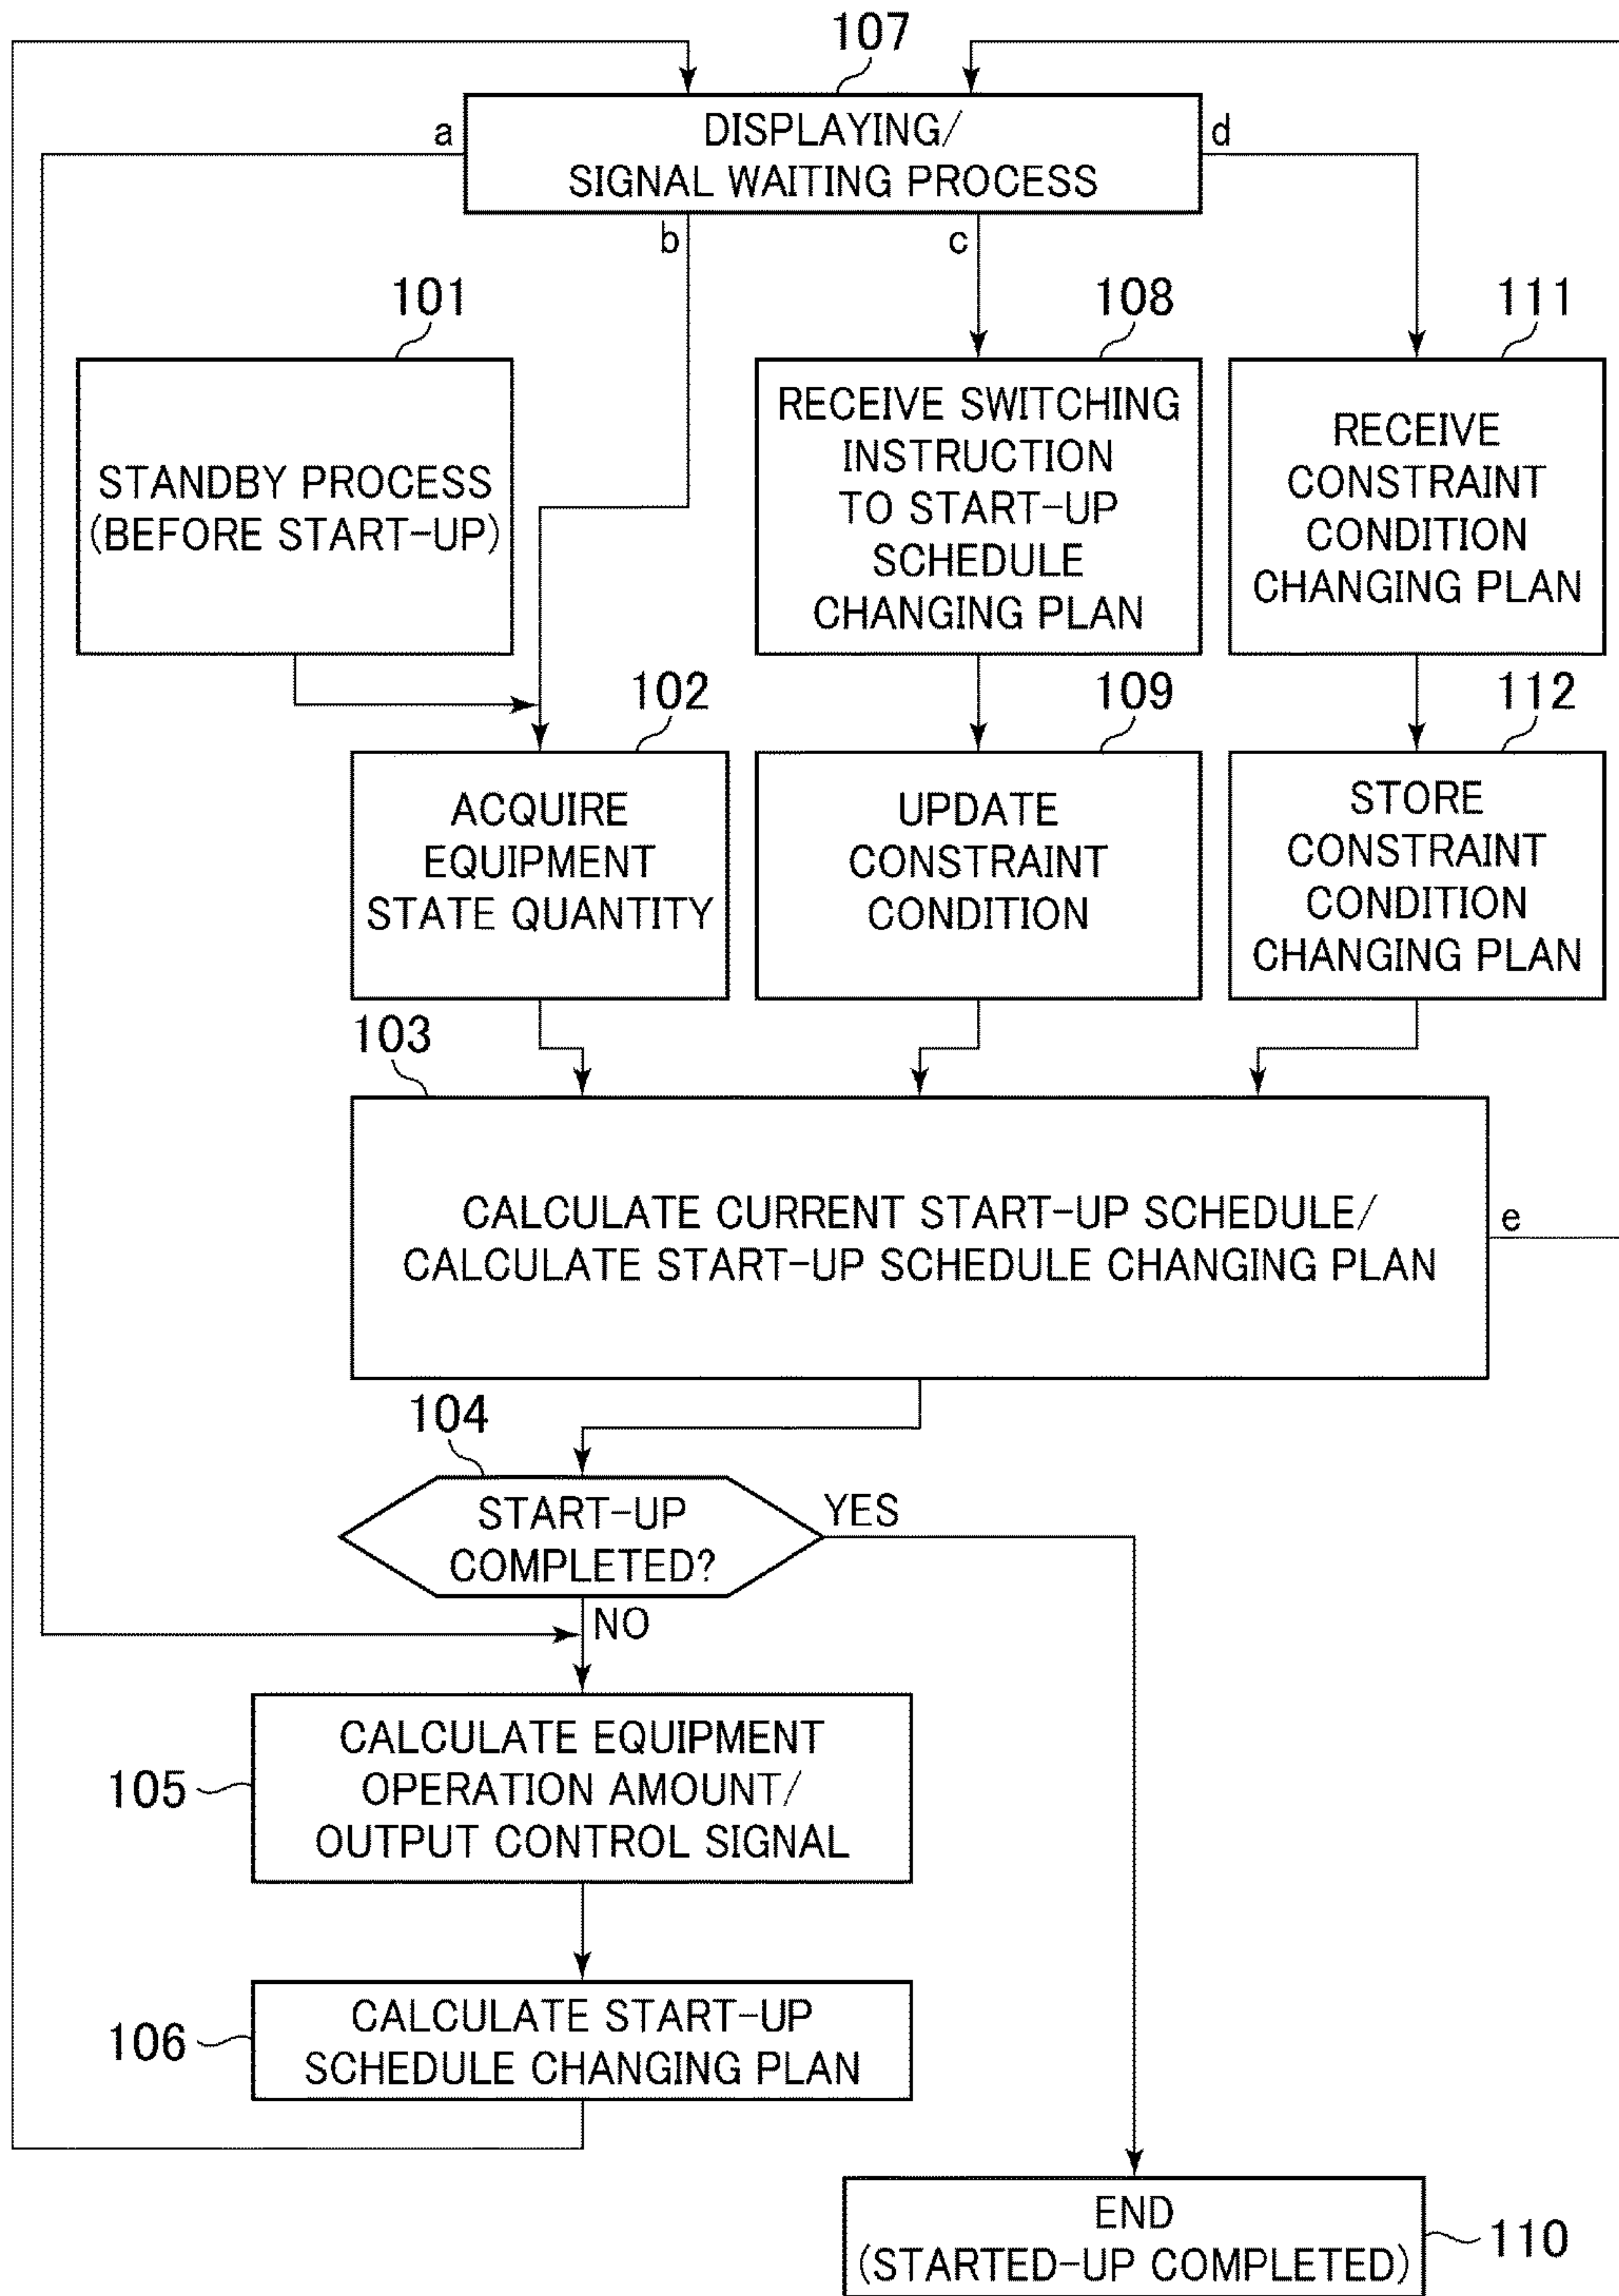 107
DISPLAYING/
SIGNAL WAITING PROCESS
a
d
b
c
101
STANDBY PROCESS
(BEFORE START-UP)
108
RECEIVE SWITCHING
INSTRUCTION
TO START-UP
SCHEDULE
CHANGING PLAN
111
RECEIVE
CONSTRAINT
CONDITION
CHANGING PLAN
102
ACQUIRE
EQUIPMENT
STATE QUANTITY
109
UPDATE
CONSTRAINT
CONDITION
112
STORE
CONSTRAINT
CONDITION
CHANGING PLAN
103
CALCULATE CURRENT START-UP SCHEDULE/
CALCULATE START-UP SCHEDULE CHANGING PLAN
e
104
START-UP
COMPLETED?
YES
NO
105
CALCULATE EQUIPMENT
OPERATION AMOUNT/
OUTPUT CONTROL SIGNAL
106
CALCULATE START-UP
SCHEDULE CHANGING PLAN
END
(STARTED-UP COMPLETED)
110